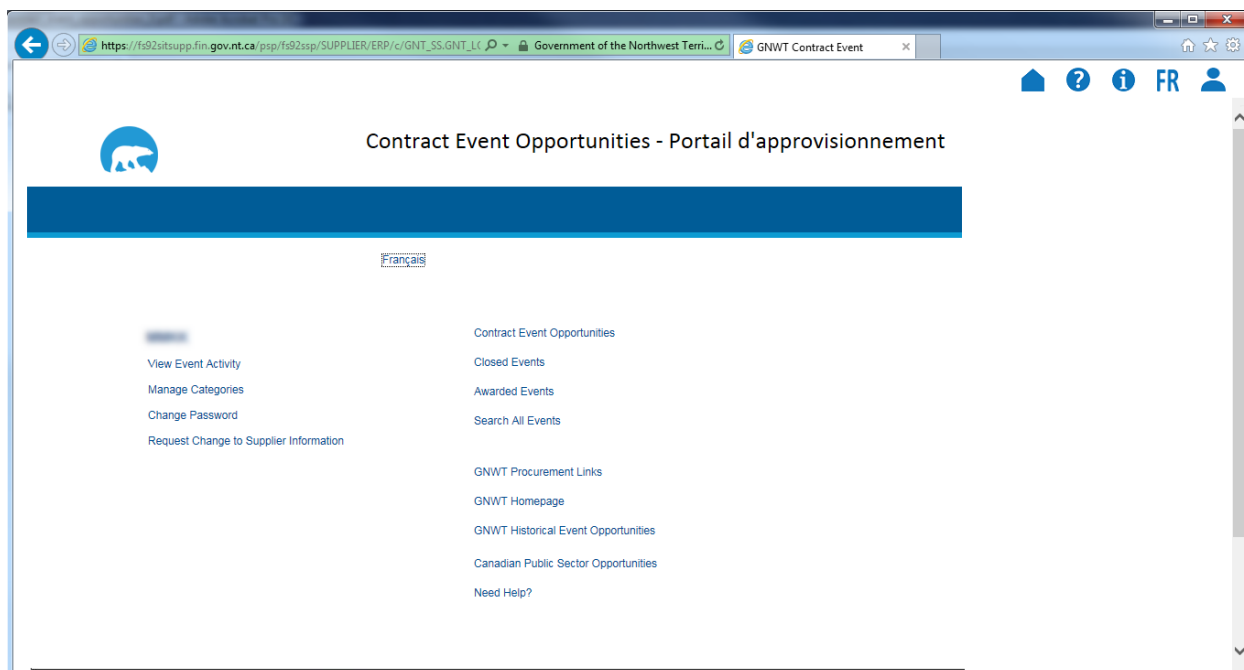 https://fs92sitsupp.fin.gov.nt.ca/psp/fs92ssp/SUPPLIER/ERP/c/GNT_SS.GNT_L( Government of the Northwest Terri... GNWT Contract Event
FR
Contract Event Opportunities - Portail d'approvisionnement
Français
View Event Activity
Manage Categories
Change Password
Request Change to Supplier Information
Contract Event Opportunities
Closed Events
Awarded Events
Search All Events
GNWT Procurement Links
GNWT Homepage
GNWT Historical Event Opportunities
Canadian Public Sector Opportunities
Need Help?